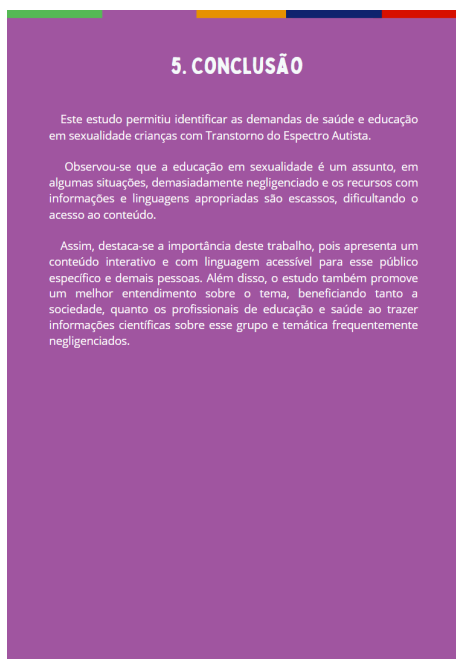 5. CONCLUSÃO
Este estudo permitiu identificar as demandas de saúde e educação
em sexualidade crianças com Transtorno do Espectro Autista.
Observou-se que a educação em sexualidade é um assunto, em
algumas situações, demasiadamente negligenciado e os recursos com
informações e linguagens apropriadas são escassos, dificultando o
acesso ao conteúdo.
Assim, destaca-se a importância deste trabalho, pois apresenta um
conteúdo interativo e com linguagem acessível para esse público
específico e demais pessoas. Além disso, o estudo também promove
um melhor entendimento sobre o tema, beneficiando tanto a
sociedade, quanto os profissionais de educação e saúde ao trazer
informações científicas sobre esse grupo e temática frequentemente
negligenciados.